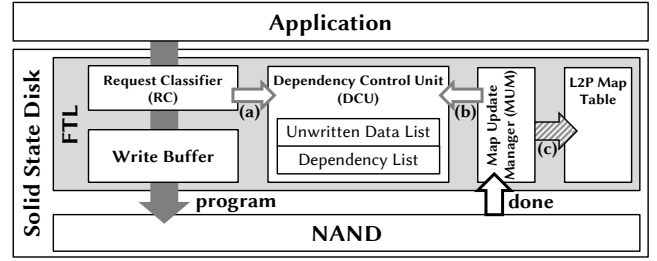 Application
Solid State Disk
FTL
Request Classifier
(RC)
(a)
Write Buffer
Dependency Control Unit
(DCU)
Unwritten Data List
Dependency List
(b)
Map Update
Manager (MUM)
(c)
L2P Map
Table
program
done
NAND